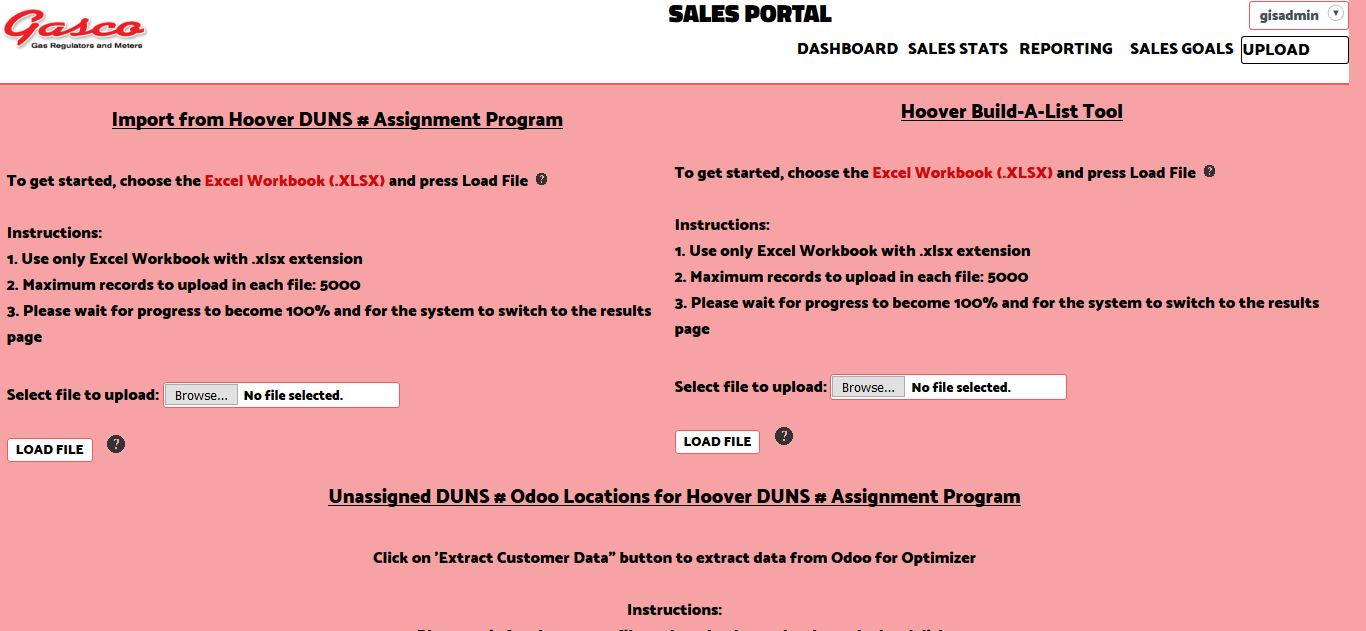 Gasco
Gas Regulators and Meters
SALES PORTAL
gisadmin
DASHBOARD SALES STATS REPORTING SALES GOALS UPLOAD
Import from Hoover DUNS # Assignment Program
To get started, choose the Excel Workbook (.XLSX) and press Load File ?
Instructions:
1. Use only Excel Workbook with .xlsx extension
2. Maximum records to upload in each file: 5000
3. Please wait for progress to become 100% and for the system to switch to the results
page
Select file to upload: Browse... No file selected.
LOAD FILE ?
Hoover Build-A-List Tool
To get started, choose the Excel Workbook (.XLSX) and press Load File ?
Instructions:
1. Use only Excel Workbook with .xlsx extension
2. Maximum records to upload in each file: 5000
3. Please wait for progress to become 100% and for the system to switch to the results
page
Select file to upload: Browse... No file selected.
LOAD FILE ?
Unassigned DUNS # Odoo Locations for Hoover DUNS # Assignment Program
Click on 'Extract Customer Data" button to extract data from Odoo for Optimizer
Instructions: